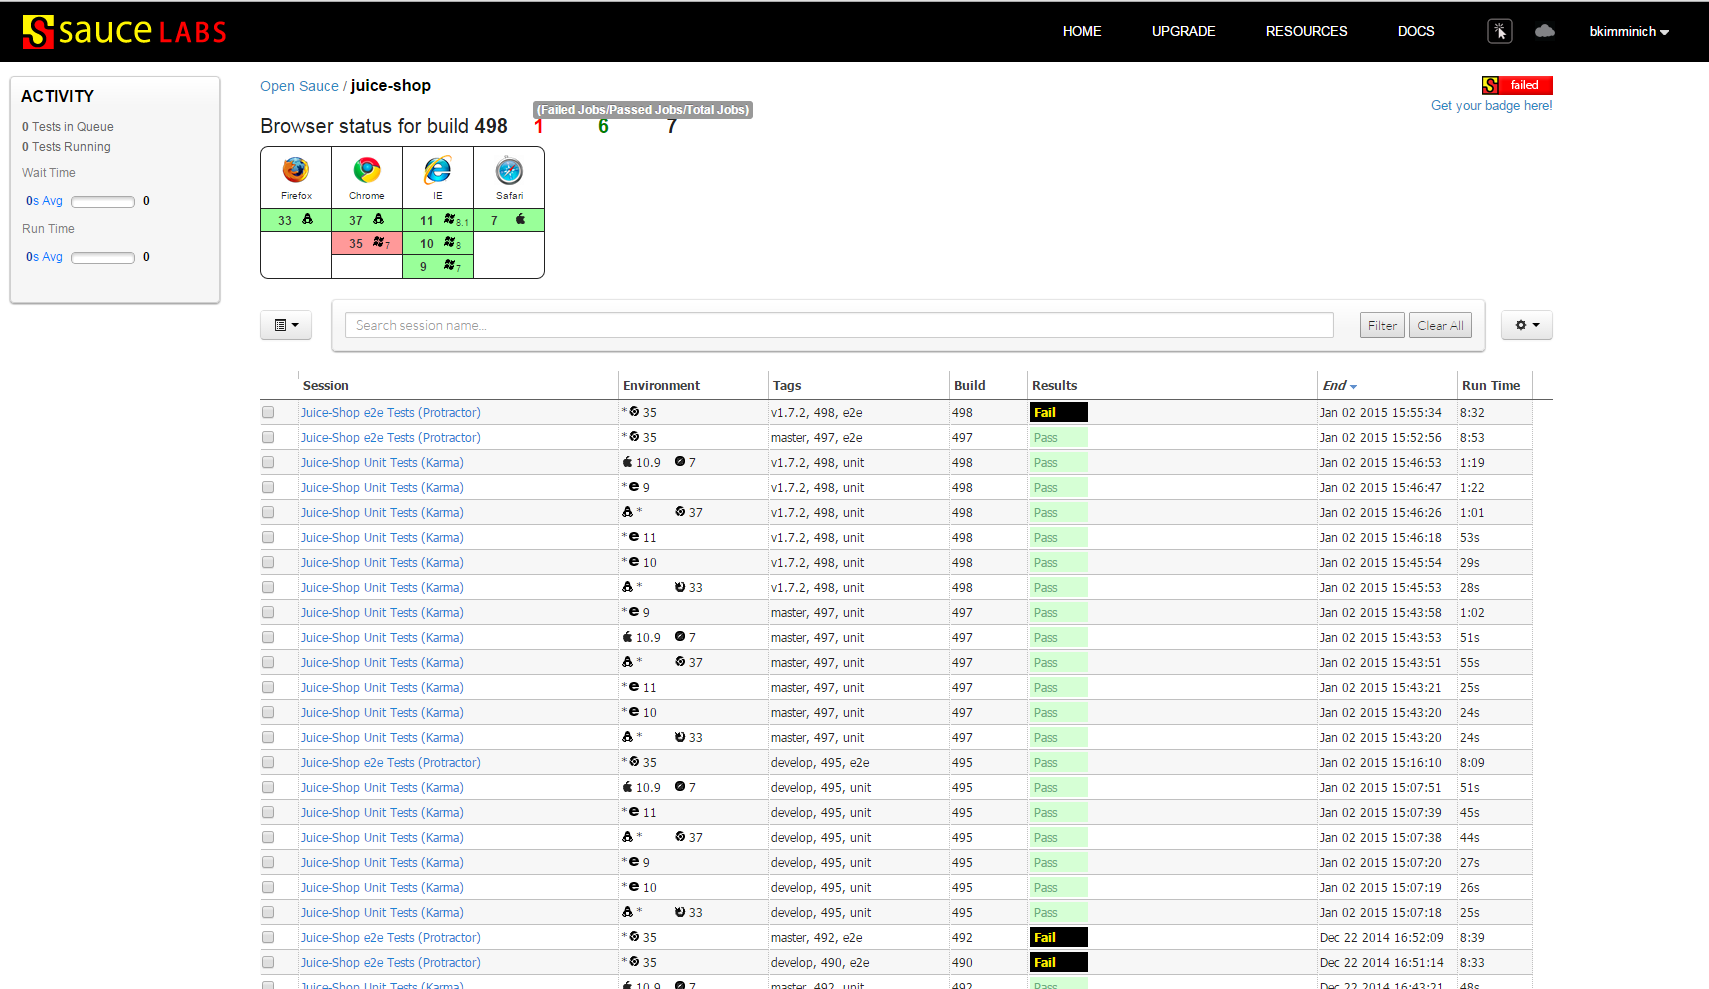 sauce LABS
HOME UPGRADE RESOURCES DOCS bkimminich
ACTIVITY
0 Tests in Queue
0 Tests Running
Wait Time
0s Avg 0
Run Time
0s Avg 0
Open Sauce / juice-shop
failed
Get your badge here!
(Failed Jobs/Passed Jobs/Total Jobs)
Browser status for build 498 1 6 7
Firefox Chrome IE Safari
33 37 11 8.1 7
35 7 10 8
9 7
Search session name... Filter Clear All
Session Environment Tags Build Results End Run Time
Juice-Shop e2e Tests (Protractor) * 35 v1.7.2, 498, e2e 498 Fail Jan 02 2015 15:55:34 8:32
Juice-Shop e2e Tests (Protractor) * 35 master, 497, e2e 497 Pass Jan 02 2015 15:52:56 8:53
Juice-Shop Unit Tests (Karma) 10.9 7 v1.7.2, 498, unit 498 Pass Jan 02 2015 15:46:53 1:19
Juice-Shop Unit Tests (Karma) * 9 v1.7.2, 498, unit 498 Pass Jan 02 2015 15:46:47 1:22
Juice-Shop Unit Tests (Karma) * 37 v1.7.2, 498, unit 498 Pass Jan 02 2015 15:46:26 1:01
Juice-Shop Unit Tests (Karma) * 11 v1.7.2, 498, unit 498 Pass Jan 02 2015 15:46:18 53s
Juice-Shop Unit Tests (Karma) * 10 v1.7.2, 498, unit 498 Pass Jan 02 2015 15:45:54 29s
Juice-Shop Unit Tests (Karma) * 33 v1.7.2, 498, unit 498 Pass Jan 02 2015 15:45:53 28s
Juice-Shop Unit Tests (Karma) * 9 master, 497, unit 497 Pass Jan 02 2015 15:43:58 1:02
Juice-Shop Unit Tests (Karma) 10.9 7 master, 497, unit 497 Pass Jan 02 2015 15:43:53 51s
Juice-Shop Unit Tests (Karma) * 37 master, 497, unit 497 Pass Jan 02 2015 15:43:51 55s
Juice-Shop Unit Tests (Karma) * 11 master, 497, unit 497 Pass Jan 02 2015 15:43:21 25s
Juice-Shop Unit Tests (Karma) * 10 master, 497, unit 497 Pass Jan 02 2015 15:43:20 24s
Juice-Shop Unit Tests (Karma) * 33 master, 497, unit 497 Pass Jan 02 2015 15:43:20 24s
Juice-Shop e2e Tests (Protractor) * 35 develop, 495, e2e 495 Pass Jan 02 2015 15:16:10 8:09
Juice-Shop Unit Tests (Karma) 10.9 7 develop, 495, unit 495 Pass Jan 02 2015 15:07:51 51s
Juice-Shop Unit Tests (Karma) * 11 develop, 495, unit 495 Pass Jan 02 2015 15:07:39 45s
Juice-Shop Unit Tests (Karma) * 37 develop, 495, unit 495 Pass Jan 02 2015 15:07:38 44s
Juice-Shop Unit Tests (Karma) * 9 develop, 495, unit 495 Pass Jan 02 2015 15:07:20 27s
Juice-Shop Unit Tests (Karma) * 10 develop, 495, unit 495 Pass Jan 02 2015 15:07:19 26s
Juice-Shop Unit Tests (Karma) * 33 develop, 495, unit 495 Pass Jan 02 2015 15:07:18 25s
Juice-Shop e2e Tests (Protractor) * 35 master, 492, e2e 492 Fail Dec 22 2014 16:52:09 8:39
Juice-Shop e2e Tests (Protractor) * 35 develop, 490, e2e 490 Fail Dec 22 2014 16:51:14 8:33
Juice-Shop Unit Tests (Karma) 10.9 7 master, 492, unit 492 Pass Dec 22 2014 16:43:21 48s